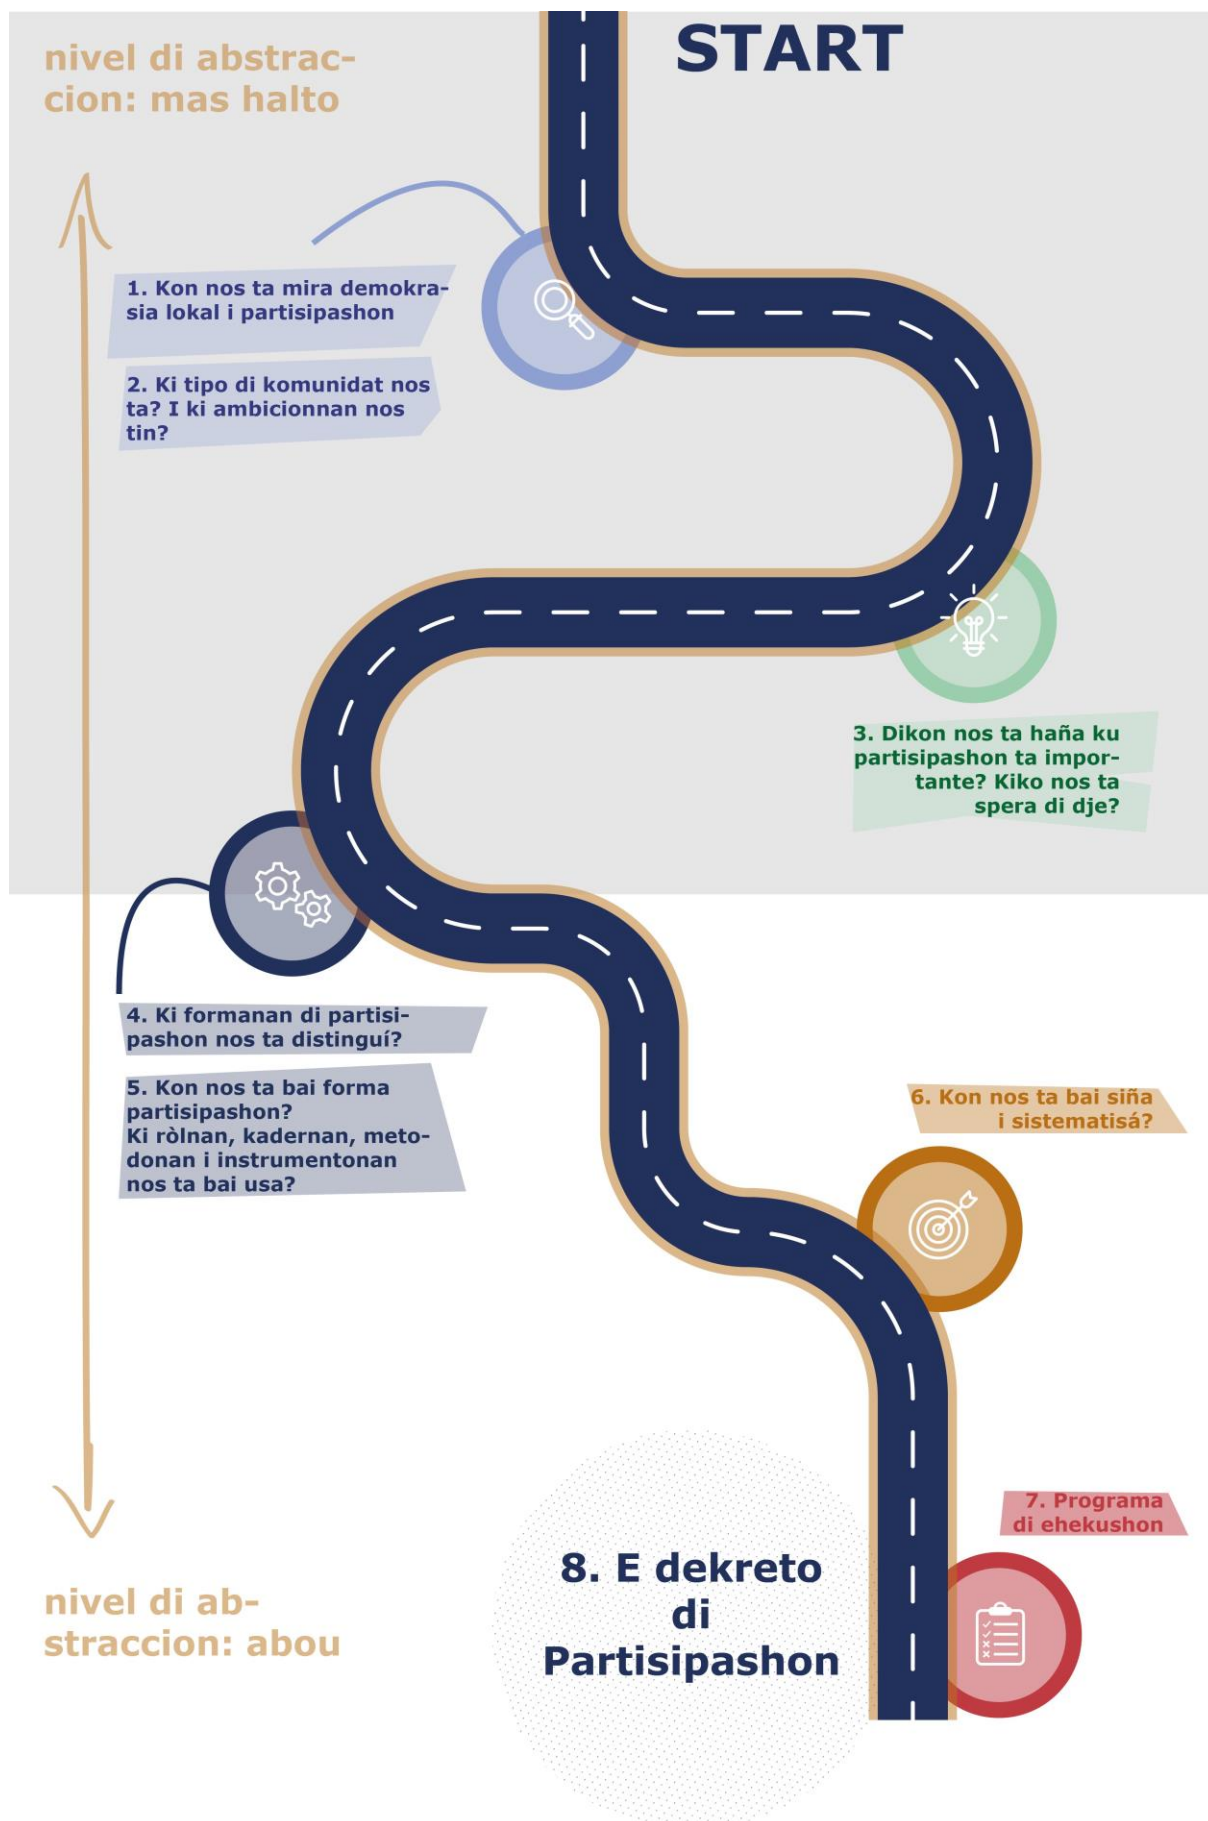 START
nivel di abstrac-
cion: mas halto
1. Kon nos ta mira demokra-
sia lokal i partisipashon
2. Ki tipo di komunidat nos
ta? I ki ambicionnan nos
tin?
3. Dikon nos ta haña ku
partisipashon ta impor-
tante? Kiko nos ta
spera di dje?
4. Ki formanan di partisi-
pashon nos ta distinguí?
5. Kon nos ta bai forma
partisipashon?
Ki ròlnan, kadernan, meto-
donan i instrumentonan
nos ta bai usa?
6. Kon nos ta bai siña
i sistematisá?
7. Programa
di ehekushon
8. E dekreto
di
Partisipashon
nivel di ab-
straccion: abou